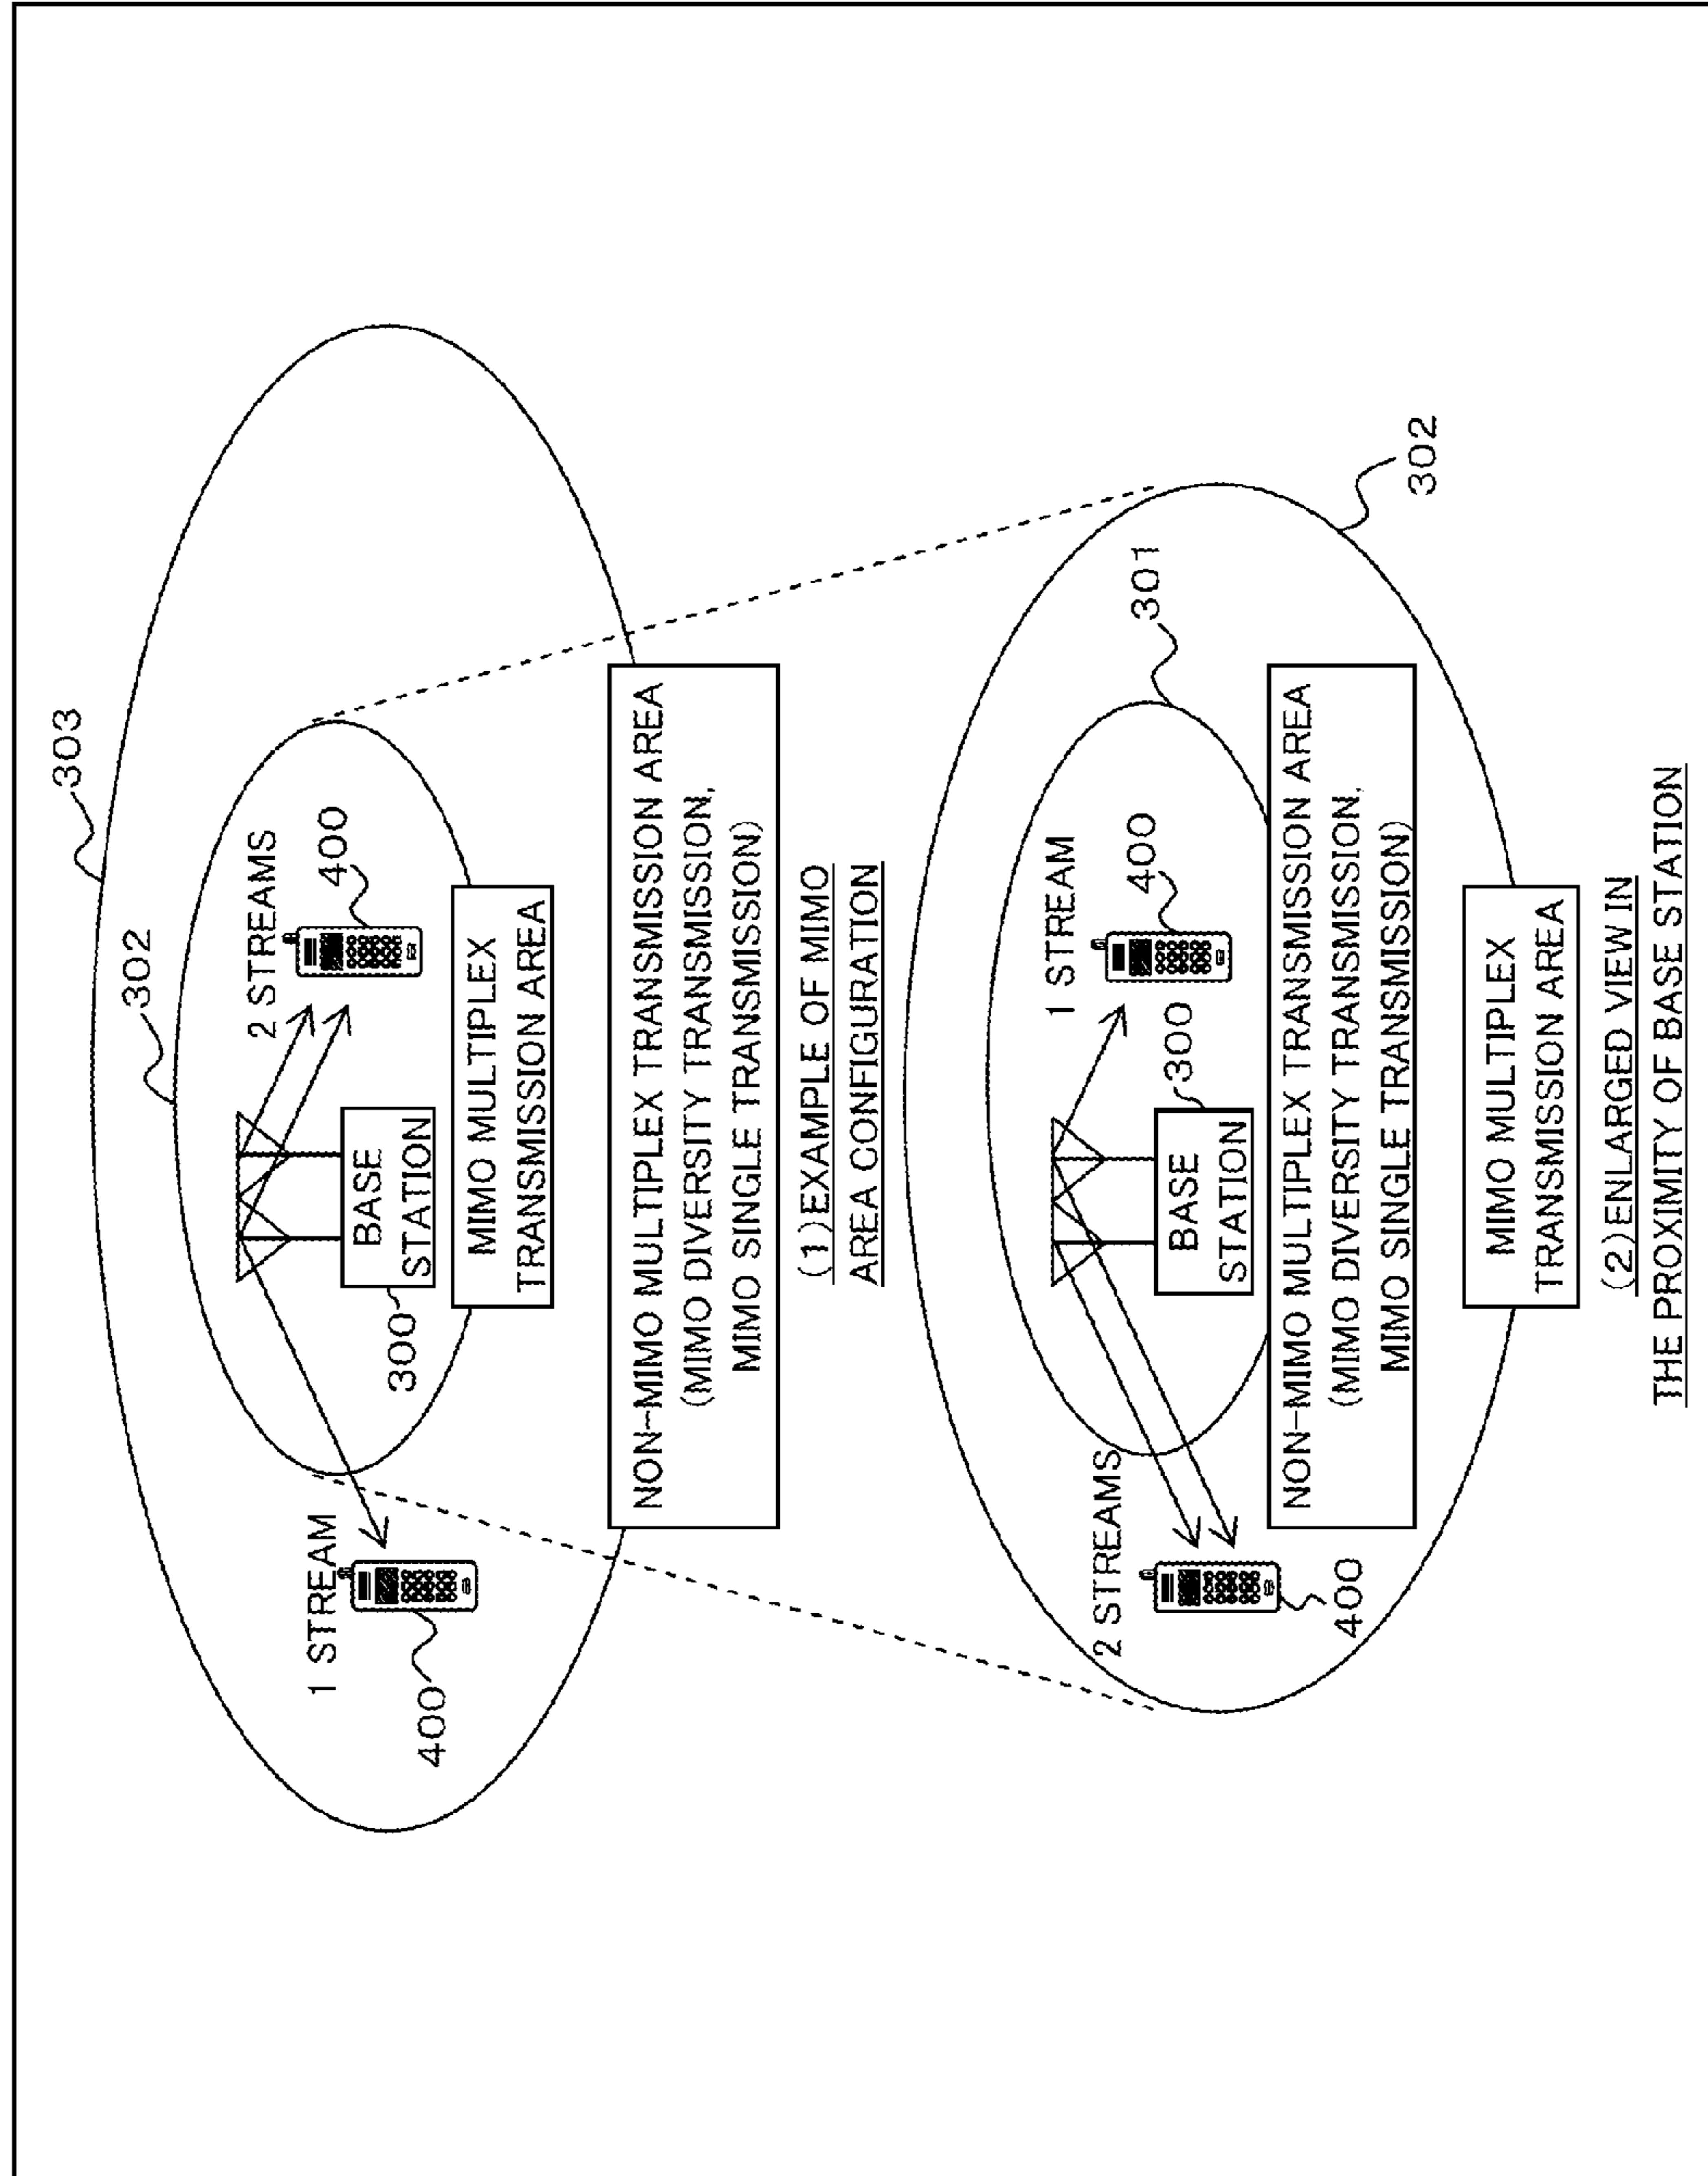 303
302
2 STREAMS
400
1 STREAM
400
300
BASE
STATION
MIMO MULTIPLEX
TRANSMISSION AREA
NON-MIMO MULTIPLEX TRANSMISSION AREA
(MIMO DIVERSITY TRANSMISSION,
MIMO SINGLE TRANSMISSION)
(1)EXAMPLE OF MIMO
AREA CONFIGURATION
302
301
1 STREAM
400
300
2 STREAMS
400
BASE
STATION
NON-MIMO MULTIPLEX TRANSMISSION AREA
(MIMO DIVERSITY TRANSMISSION,
MIMO SINGLE TRANSMISSION)
MIMO MULTIPLEX
TRANSMISSION AREA
(2)ENLARGED VIEW IN
THE PROXIMITY OF BASE STATION